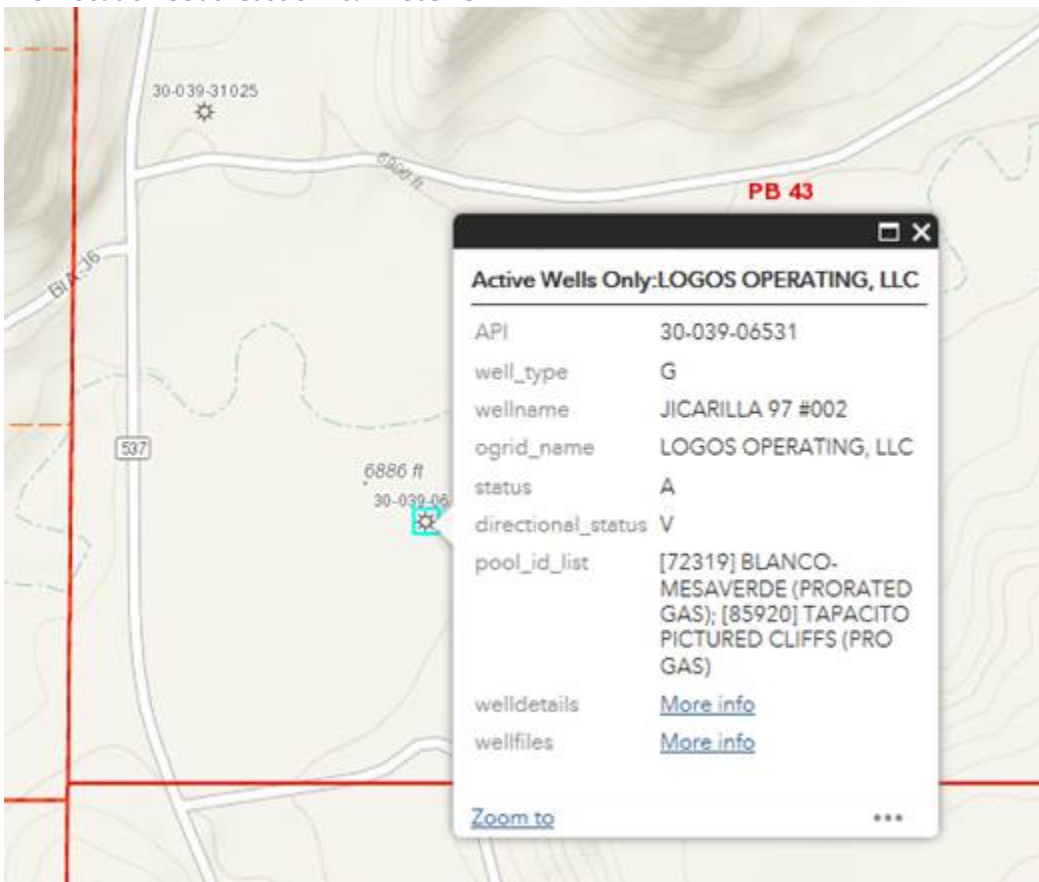 30-039-31025
6900 ft
PB 43
BIA-J6
537
6886 ft
30-039-06
Active Wells Only:LOGOS OPERATING, LLC
API 30-039-06531
well_type G
wellname JICARILLA 97 #002
ogrid_name LOGOS OPERATING, LLC
status A
directional_status V
pool_id_list [72319] BLANCO-
MESAVERDE (PRORATED
GAS); [85920] TAPACITO
PICTURED CLIFFS (PRO
GAS)
welldetails More info
wellfiles More info
Zoom to